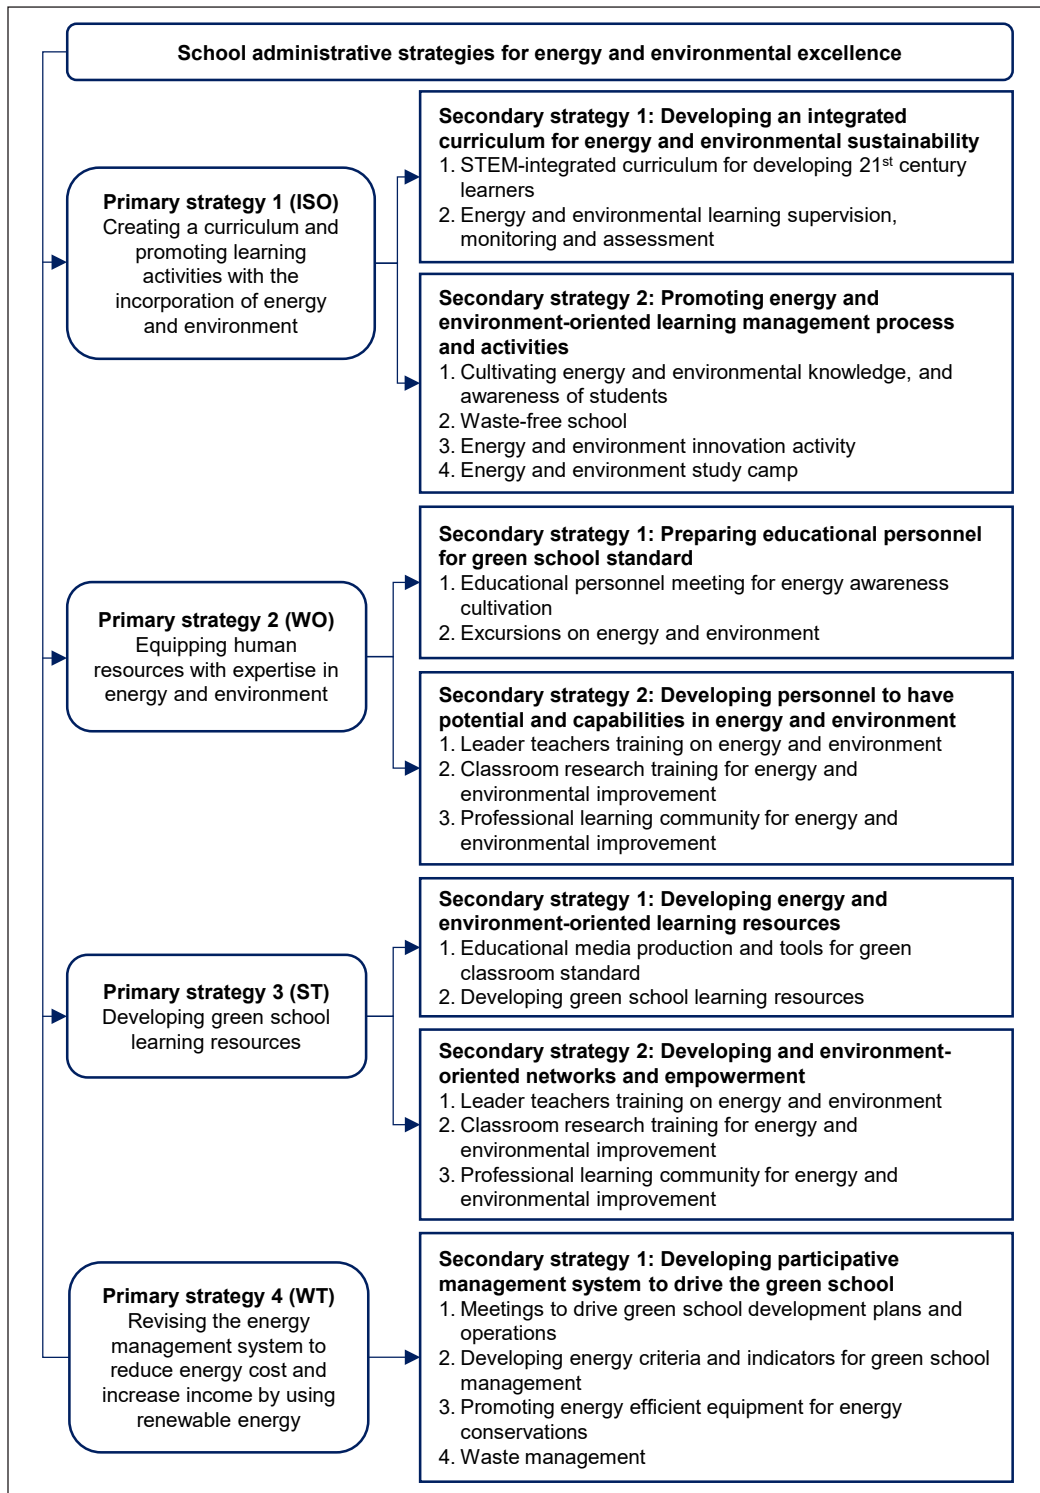 School administrative strategies for energy and environmental excellence
Primary strategy 1 (ISO)
Creating a curriculum and
promoting learning
activities with the
incorporation of energy
and environment
Secondary strategy 1: Developing an integrated
curriculum for energy and environmental sustainability
1. STEM-integrated curriculum for developing 21st century
learners
2. Energy and environmental learning supervision,
monitoring and assessment
Secondary strategy 2: Promoting energy and
environment-oriented learning management process
and activities
1. Cultivating energy and environmental knowledge, and
awareness of students
2. Waste-free school
3. Energy and environment innovation activity
4. Energy and environment study camp
Primary strategy 2 (WO)
Equipping human
resources with expertise in
energy and environment
Secondary strategy 1: Preparing educational personnel
for green school standard
1. Educational personnel meeting for energy awareness
cultivation
2. Excursions on energy and environment
Secondary strategy 2: Developing personnel to have
potential and capabilities in energy and environment
1. Leader teachers training on energy and environment
2. Classroom research training for energy and
environmental improvement
3. Professional learning community for energy and
environmental improvement
Primary strategy 3 (ST)
Developing green school
learning resources
Secondary strategy 1: Developing energy and
environment-oriented learning resources
1. Educational media production and tools for green
classroom standard
2. Developing green school learning resources
Secondary strategy 2: Developing and environment-
oriented networks and empowerment
1. Leader teachers training on energy and environment
2. Classroom research training for energy and
environmental improvement
3. Professional learning community for energy and
environmental improvement
Primary strategy 4 (WT)
Revising the energy
management system to
reduce energy cost and
increase income by using
renewable energy
Secondary strategy 1: Developing participative
management system to drive the green school
1. Meetings to drive green school development plans and
operations
2. Developing energy criteria and indicators for green school
management
3. Promoting energy efficient equipment for energy
conservations
4. Waste management